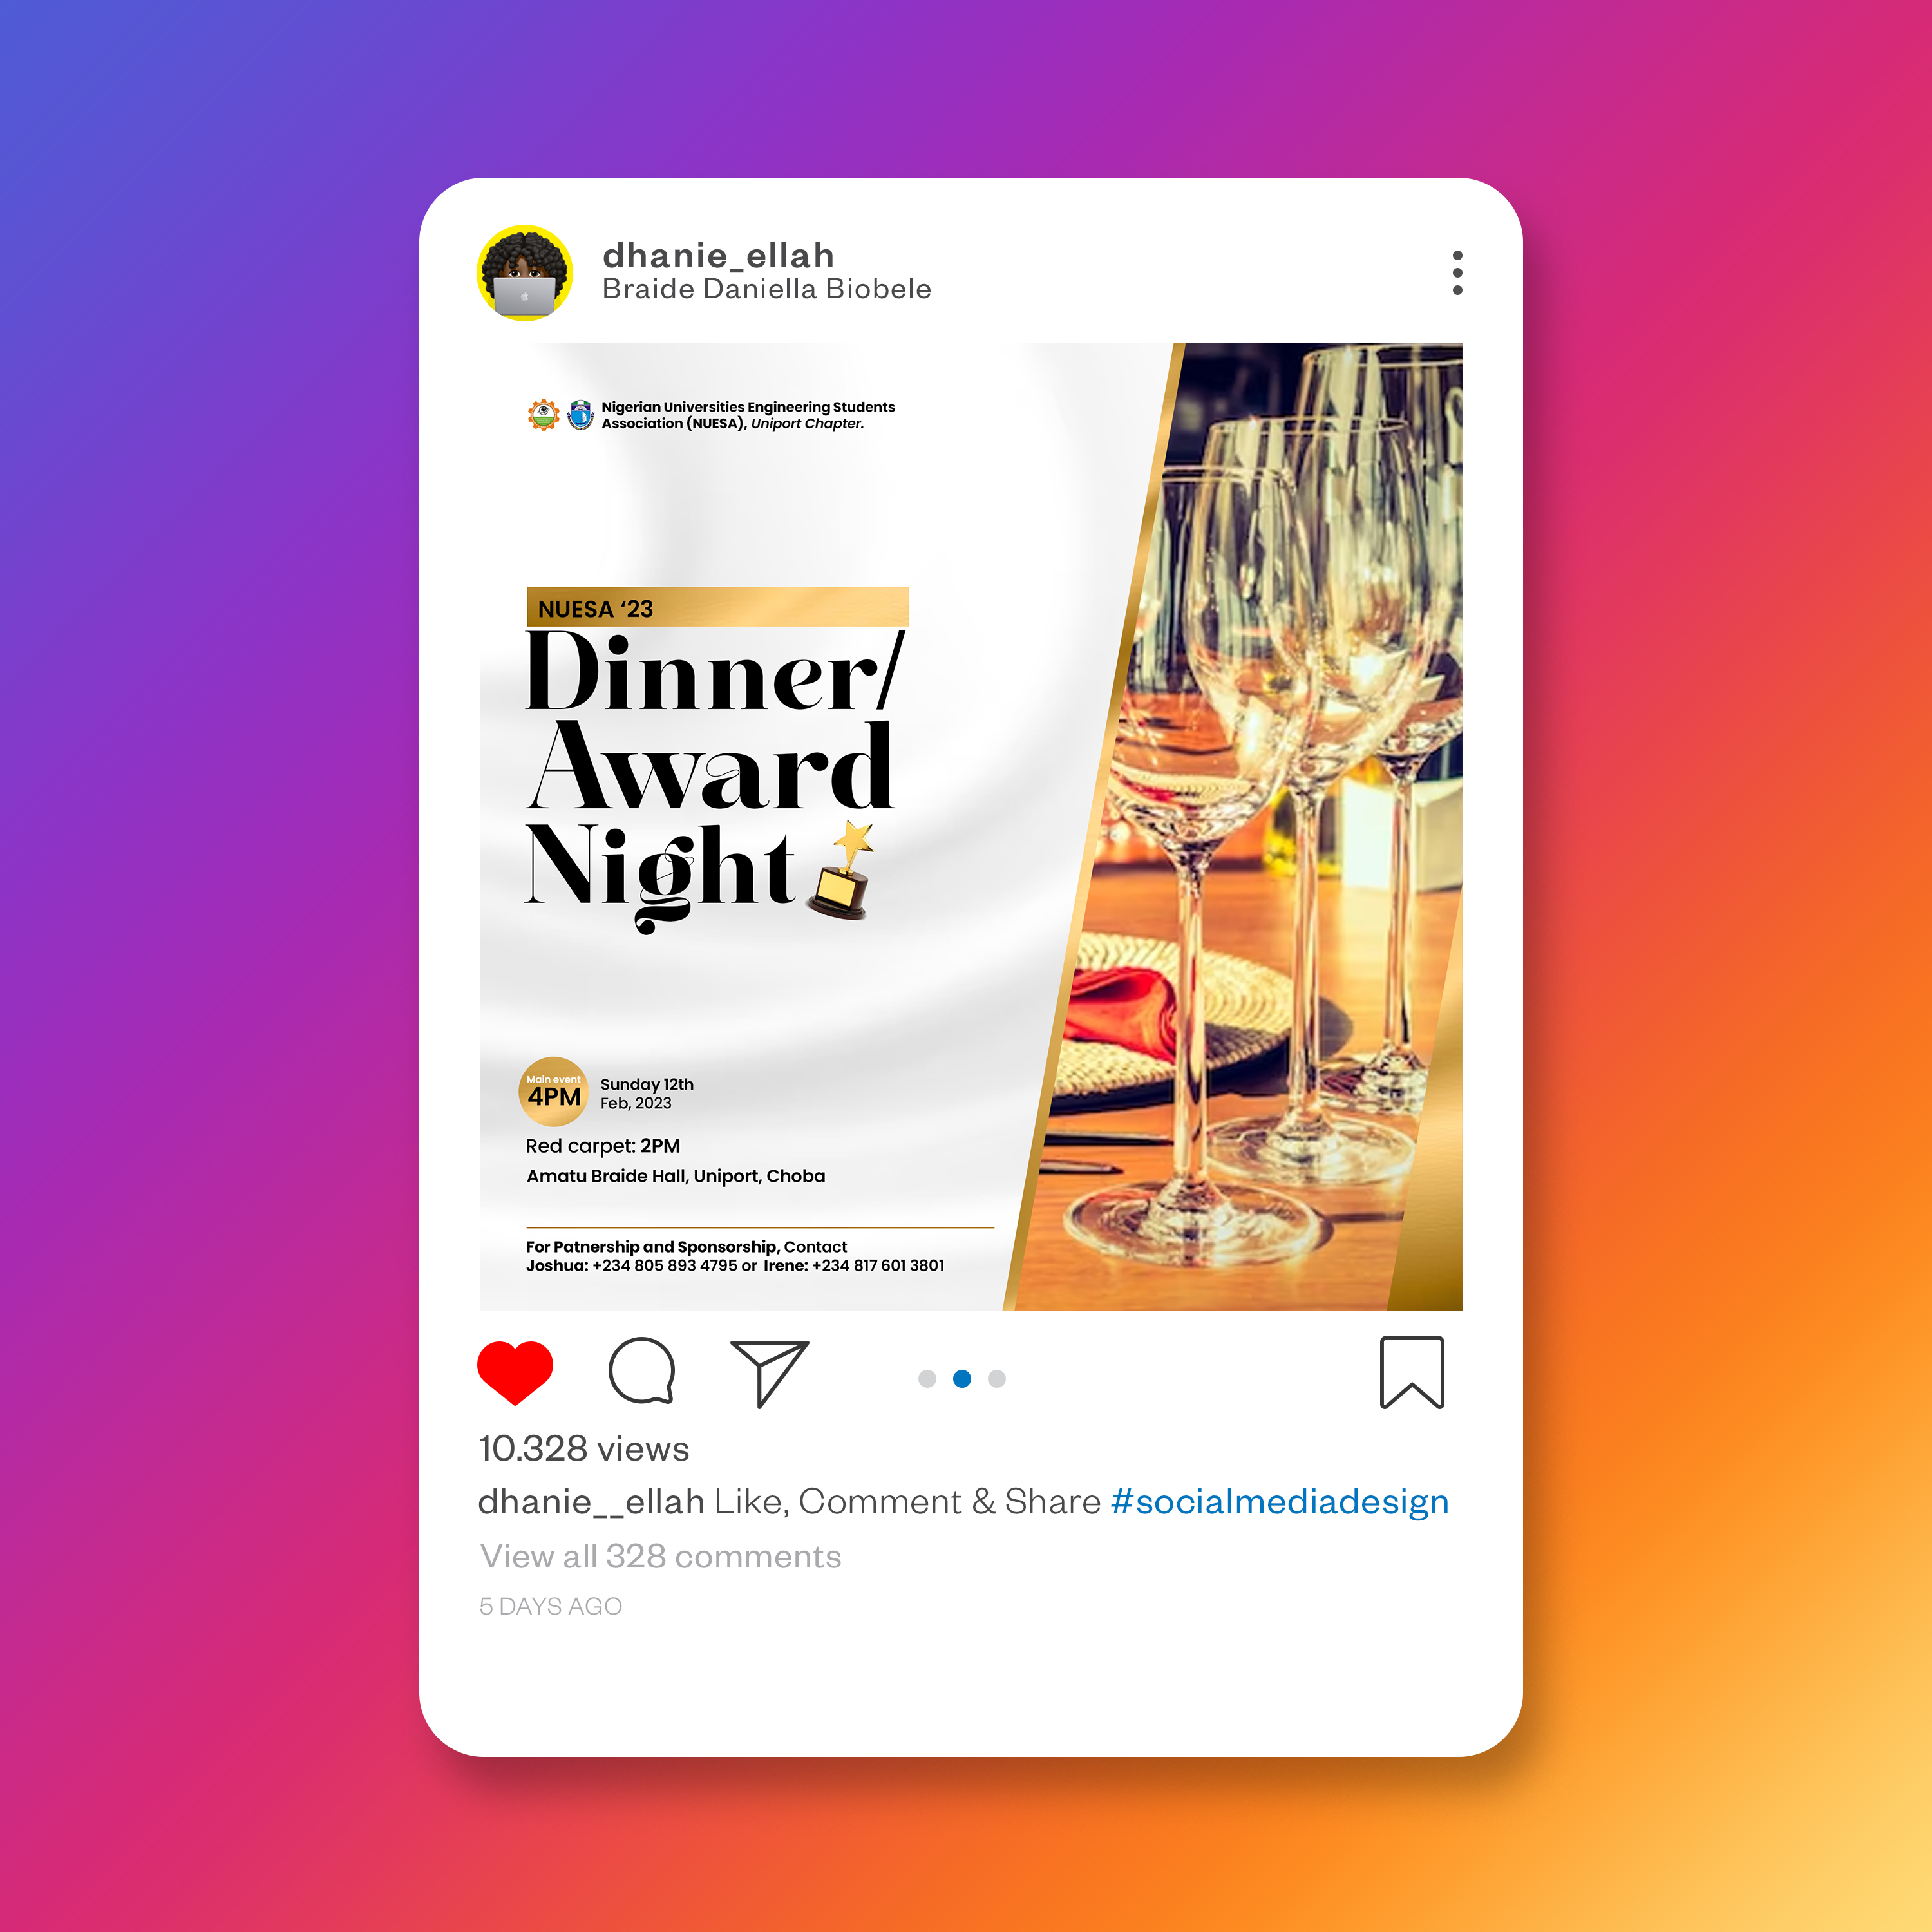 dhanie_ellah
Braide Daniella Biobele
Nigerian Universities Engineering Students
Association (NUESA), Uniport Chapter.
NUESA ‘23
Dinner/
Award
Night
Main event
4PM
Sunday 12th
Feb, 2023
Red carpet: 2PM
Amatu Braide Hall, Uniport, Choba
For Patnership and Sponsorship, Contact
Joshua: +234 805 893 4795 or Irene: +234 817 601 3801
10.328 views
dhanie__ellah Like, Comment & Share #socialmediadesign
View all 328 comments
5 DAYS AGO